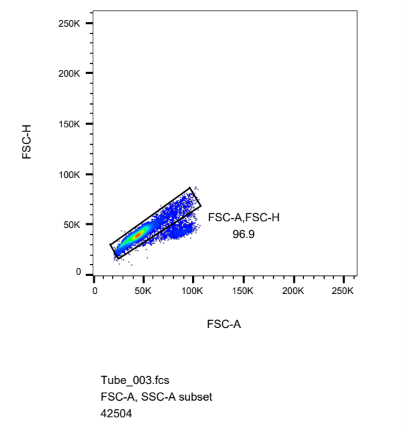 250K
200K
150K
100K
50K
0
FSC-H
FSC-A,FSC-H
96.9
0 50K 100K 150K 200K 250K
FSC-A
Tube_003.fcs
FSC-A, SSC-A subset
42504